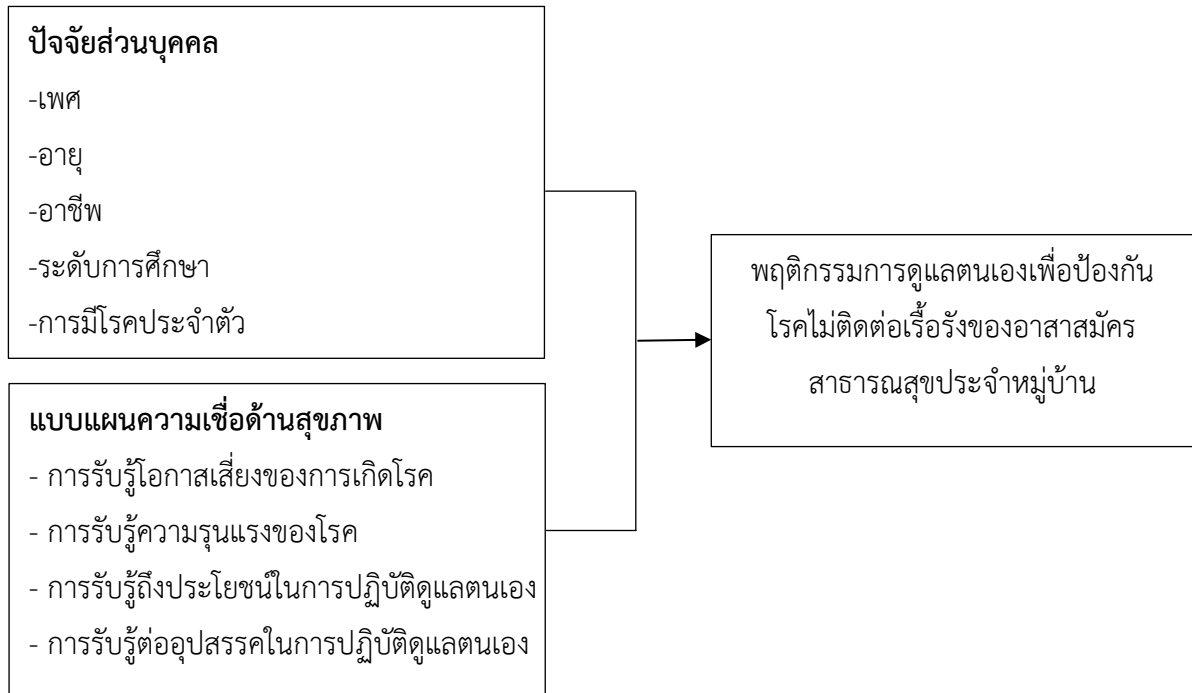 ปัจจัยส่วนบุคคล
-เพศ
-อายุ
-อาชีพ
-ระดับการศึกษา
-การมีโรคประจำตัว
แบบแผนความเชื่อด้านสุขภาพ
- การรับรู้โอกาสเสี่ยงของการเกิดโรค
- การรับรู้ความรุนแรงของโรค
- การรับรู้ถึงประโยชน์ในการปฏิบัติดูแลตนเอง
- การรับรู้ต่ออุปสรรคในการปฏิบัติดูแลตนเอง
พฤติกรรมการดูแลตนเองเพื่อป้องกัน
โรคไม่ติดต่อเรื้อรังของอาสาสมัคร
สาธารณสุขประจำหมู่บ้าน